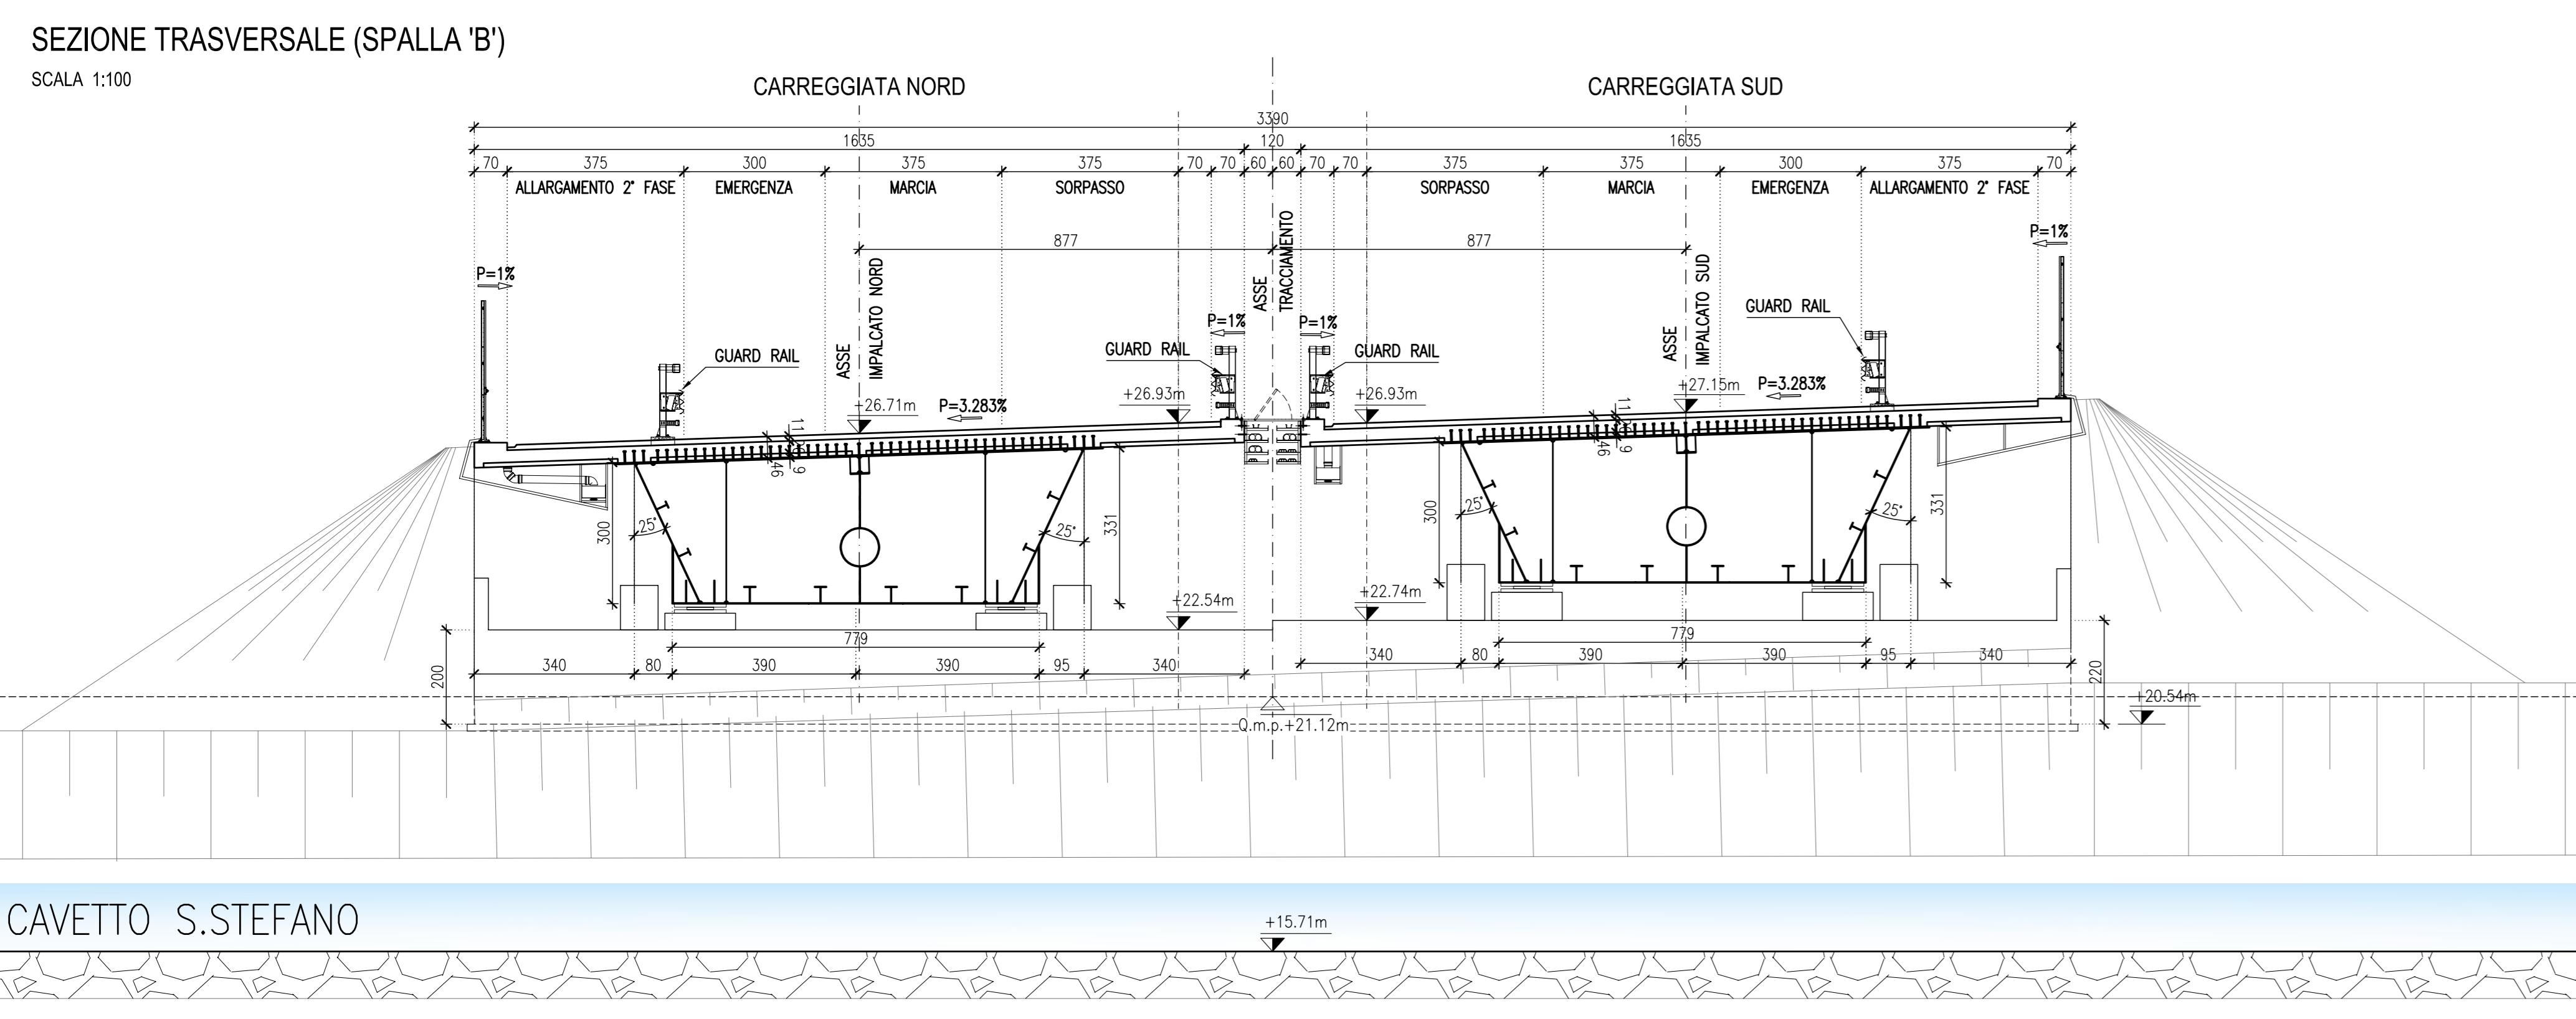 SEZIONE TRASVERSALE (SPALLA 'B')
SCALA 1:100
CARREGGIATA NORD
CARREGGIATA SUD
3390
1635
120
1635
70
375
300
375
375
70
70
60
60
70
70
375
375
300
375
70
ALLARGAMENTO 2° FASE
EMERGENZA
MARCIA
SORPASSO
SORPASSO
MARCIA
EMERGENZA
ALLARGAMENTO 2° FASE
877
877
ASSE
TRACCIAMENTO
ASSE
IMPALCATO NORD
ASSE
IMPALCATO SUD
P=1%
P=1%
P=1%
P=1%
GUARD RAIL
GUARD RAIL
GUARD RAIL
GUARD RAIL
+26.71m
P=3.283%
+26.93m
+26.93m
+27.15m
P=3.283%
46
46
300
25°
25°
331
300
25°
25°
331
+22.54m
+22.74m
779
779
340
80
390
390
95
340
340
80
390
390
95
340
200
220
+20.54m
Q.m.p.+21.12m
CAVETTO S.STEFANO
+15.71m